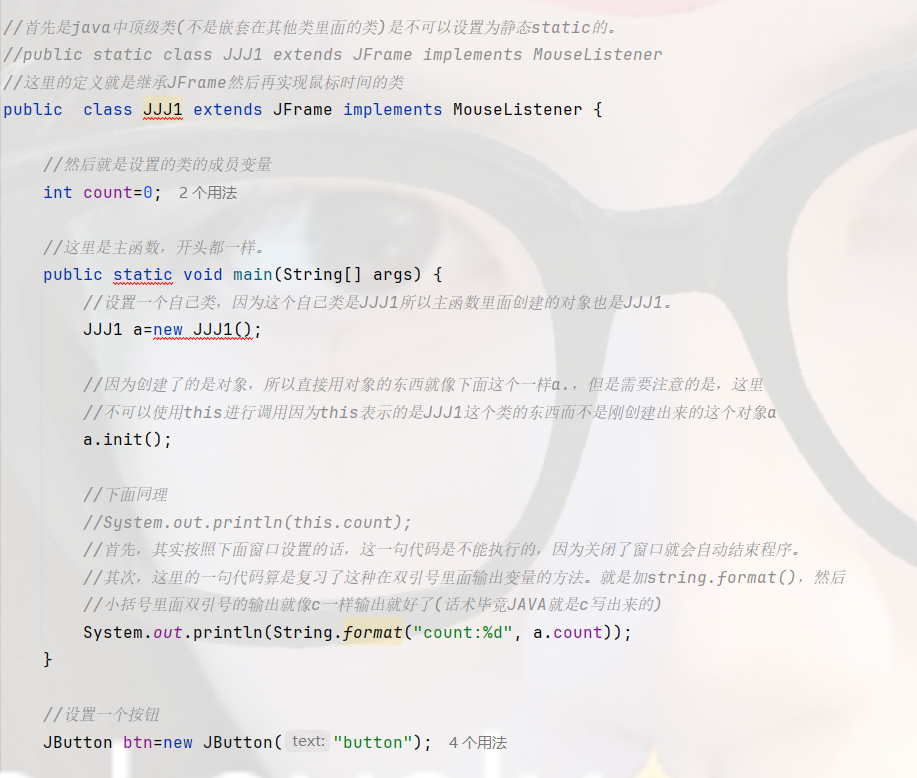 //首先是java中顶级类(不是嵌套在其他类里面的类)是不可以设置为静态static的。
//public static class JJJ1 extends JFrame implements MouseListener
//这里的定义就是继承JFrame然后再实现鼠标时间的类
public  class JJJ1 extends JFrame implements MouseListener {
//然后就是设置的类的成员变量
int count=0;  2 个用法
//这里是主函数，开头都一样。
public static void main(String[] args) {
//设置一个自己类，因为这个自己类是JJJ1所以主函数里面创建的对象也是JJJ1。
JJJ1 a=new JJJ1();
//因为创建了的是对象，所以直接用对象的东西就像下面这个一样a.，但是需要注意的是，这里
//不可以使用this进行调用因为this表示的是JJJ1这个类的东西而不是刚创建出来的这个对象a
a.init();
//下面同理
//System.out.println(this.count);
//首先，其实按照下面窗口设置的话，这一句代码是不能执行的，因为关闭了窗口就会自动结束程序。
//其次，这里的一句代码算是复习了这种在双引号里面输出变量的方法。就是加string.format()，然后
//小括号里面双引号的输出就像c一样输出就好了(话术毕竟JAVA就是c写出来的)
System.out.println(String.format("count:%d", a.count));
}
//设置一个按钮
JButton btn=new JButton( text: "button");  4 个用法